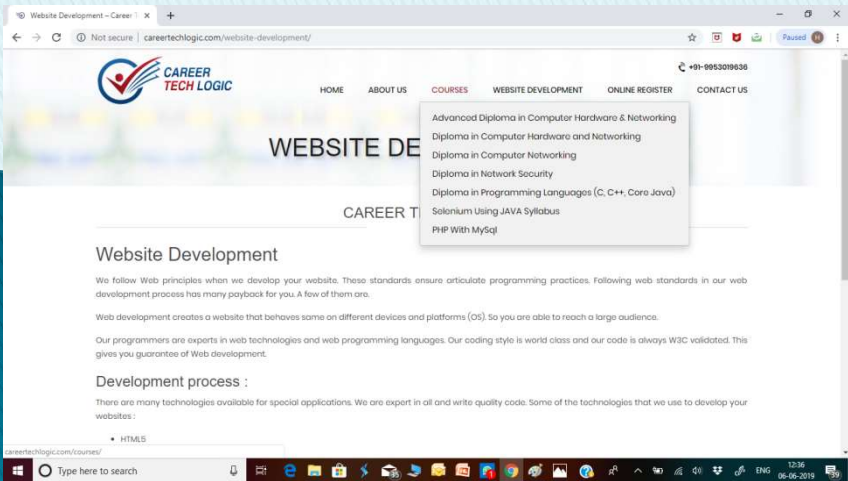 Website Development – Career T
Not secure | careertechlogic.com/website-development/
Paused
H
CAREER
TECH LOGIC
+91-9953019636
HOME ABOUT US COURSES WEBSITE DEVELOPMENT ONLINE REGISTER CONTACT US
Advanced Diploma in Computer Hardware & Networking
Diploma in Computer Hardware and Networking
Diploma in Computer Networking
Diploma in Network Security
Diploma in Programming Languages (C, C++, Core Java)
Selenium Using JAVA Syllabus
PHP With MySql
WEBSITE DE
CAREER T
Website Development
We follow Web principles when we develop your website. These standards ensure articulate programming practices. Following web standards in our web
development process has many payback for you. A few of them are.
Web development creates a website that behaves same on different devices and platforms (OS). So you are able to reach a large audience.
Our programmers are experts in web technologies and web programming languages. Our coding style is world class and our code is always W3C validated. This
gives you guarantee of Web development.
Development process :
There are many technologies available for special applications. We are expert in all and write quality code. Some of the technologies that we use to develop your
websites :
• HTML5
careertechlogic.com/courses/
Type here to search
35
ENG
12:36
06-06-2019
39